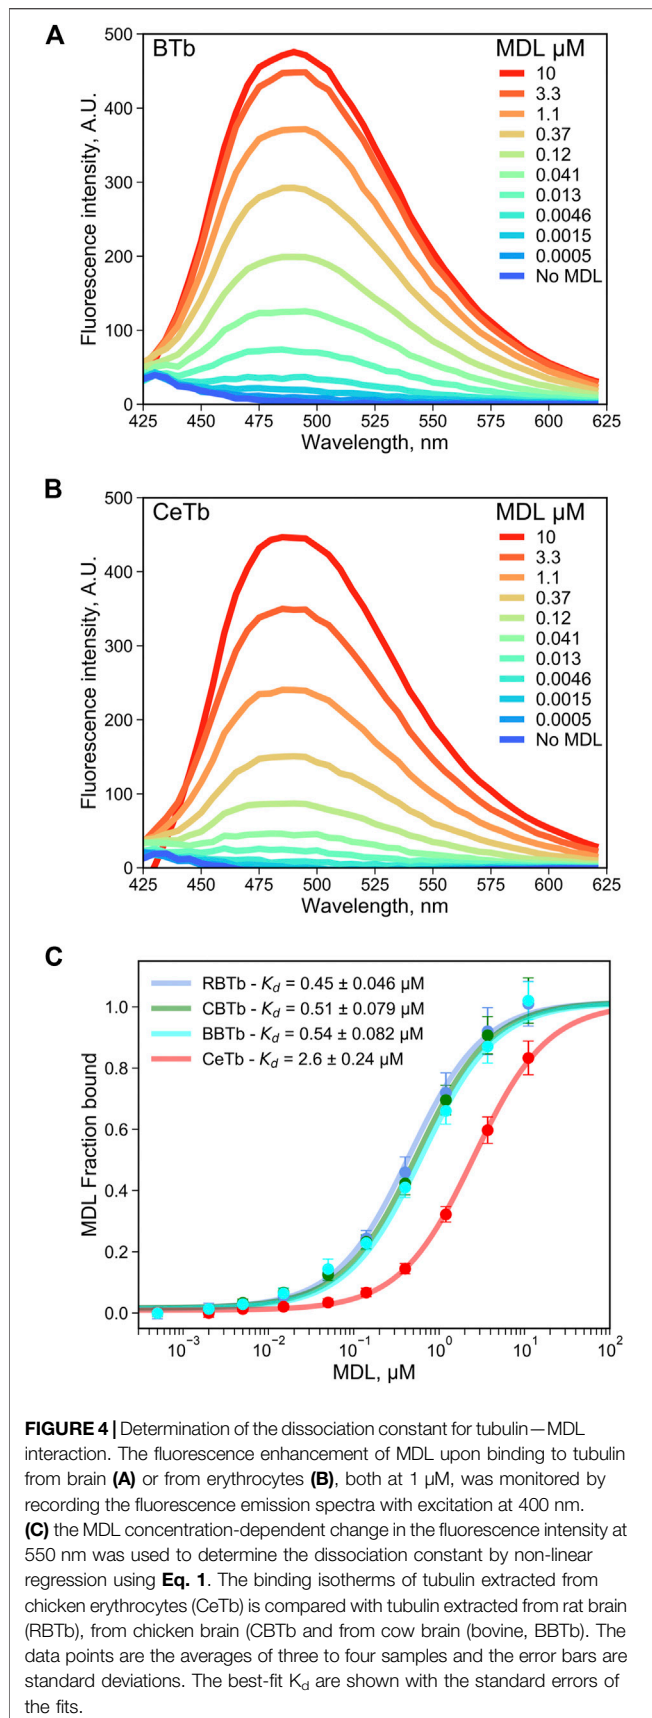 A
BTb
MDL µM
10
3.3
1.1
0.37
0.12
0.041
0.013
0.0046
0.0015
0.0005
No MDL
Fluorescence intensity, A.U.
500
400
300
200
100
0
425 450 475 500 525 550 575 600 625
Wavelength, nm
B
CeTb
MDL µM
10
3.3
1.1
0.37
0.12
0.041
0.013
0.0046
0.0015
0.0005
No MDL
Fluorescence intensity, A.U.
500
400
300
200
100
0
425 450 475 500 525 550 575 600 625
Wavelength, nm
C
RBTb - Kd = 0.45 ± 0.046 µM
CBTb - Kd = 0.51 ± 0.079 µM
BBTb - Kd = 0.54 ± 0.082 µM
CeTb - Kd = 2.6 ± 0.24 µM
MDL Fraction bound
1.0
0.8
0.6
0.4
0.2
0.0
10⁻³ 10⁻² 10⁻¹ 10⁰ 10¹ 10²
MDL, µM
FIGURE 4 | Determination of the dissociation constant for tubulin—MDL
interaction. The fluorescence enhancement of MDL upon binding to tubulin
from brain (A) or from erythrocytes (B), both at 1 µM, was monitored by
recording the fluorescence emission spectra with excitation at 400 nm.
(C) the MDL concentration-dependent change in the fluorescence intensity at
550 nm was used to determine the dissociation constant by non-linear
regression using Eq. 1. The binding isotherms of tubulin extracted from
chicken erythrocytes (CeTb) is compared with tubulin extracted from rat brain
(RBTb), from chicken brain (CBTb and from cow brain (bovine, BBTb). The
data points are the averages of three to four samples and the error bars are
standard deviations. The best-fit Kd are shown with the standard errors of
the fits.